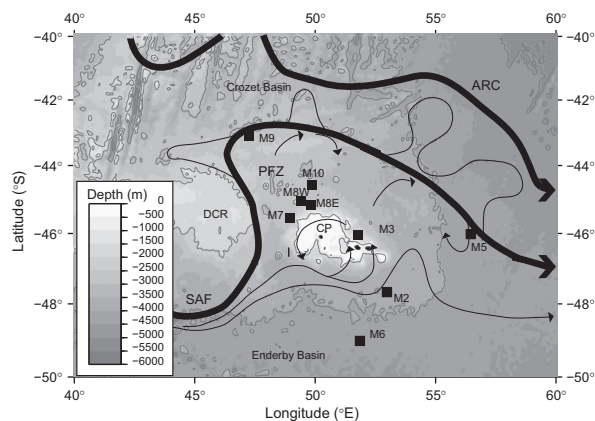 40° 45° 50° 55° 60°
−40° −40°
ARC
Crozet Basin
−42° −42°
M9
−44° −44°
PFZ
M10
Depth (m)
0
−500
−1000
−1500
−2000
−2500
−3000
−3500
−4000
−4500
−5000
−5500
−6000
M8W
M8E
DCR
M7
CP
M3
−46° −46°
M5
I
−48° −48°
SAF
M2
M6
Enderby Basin
−50° −50°
40° 45° 50° 55° 60°
Latitude (°S)
Longitude (°E)